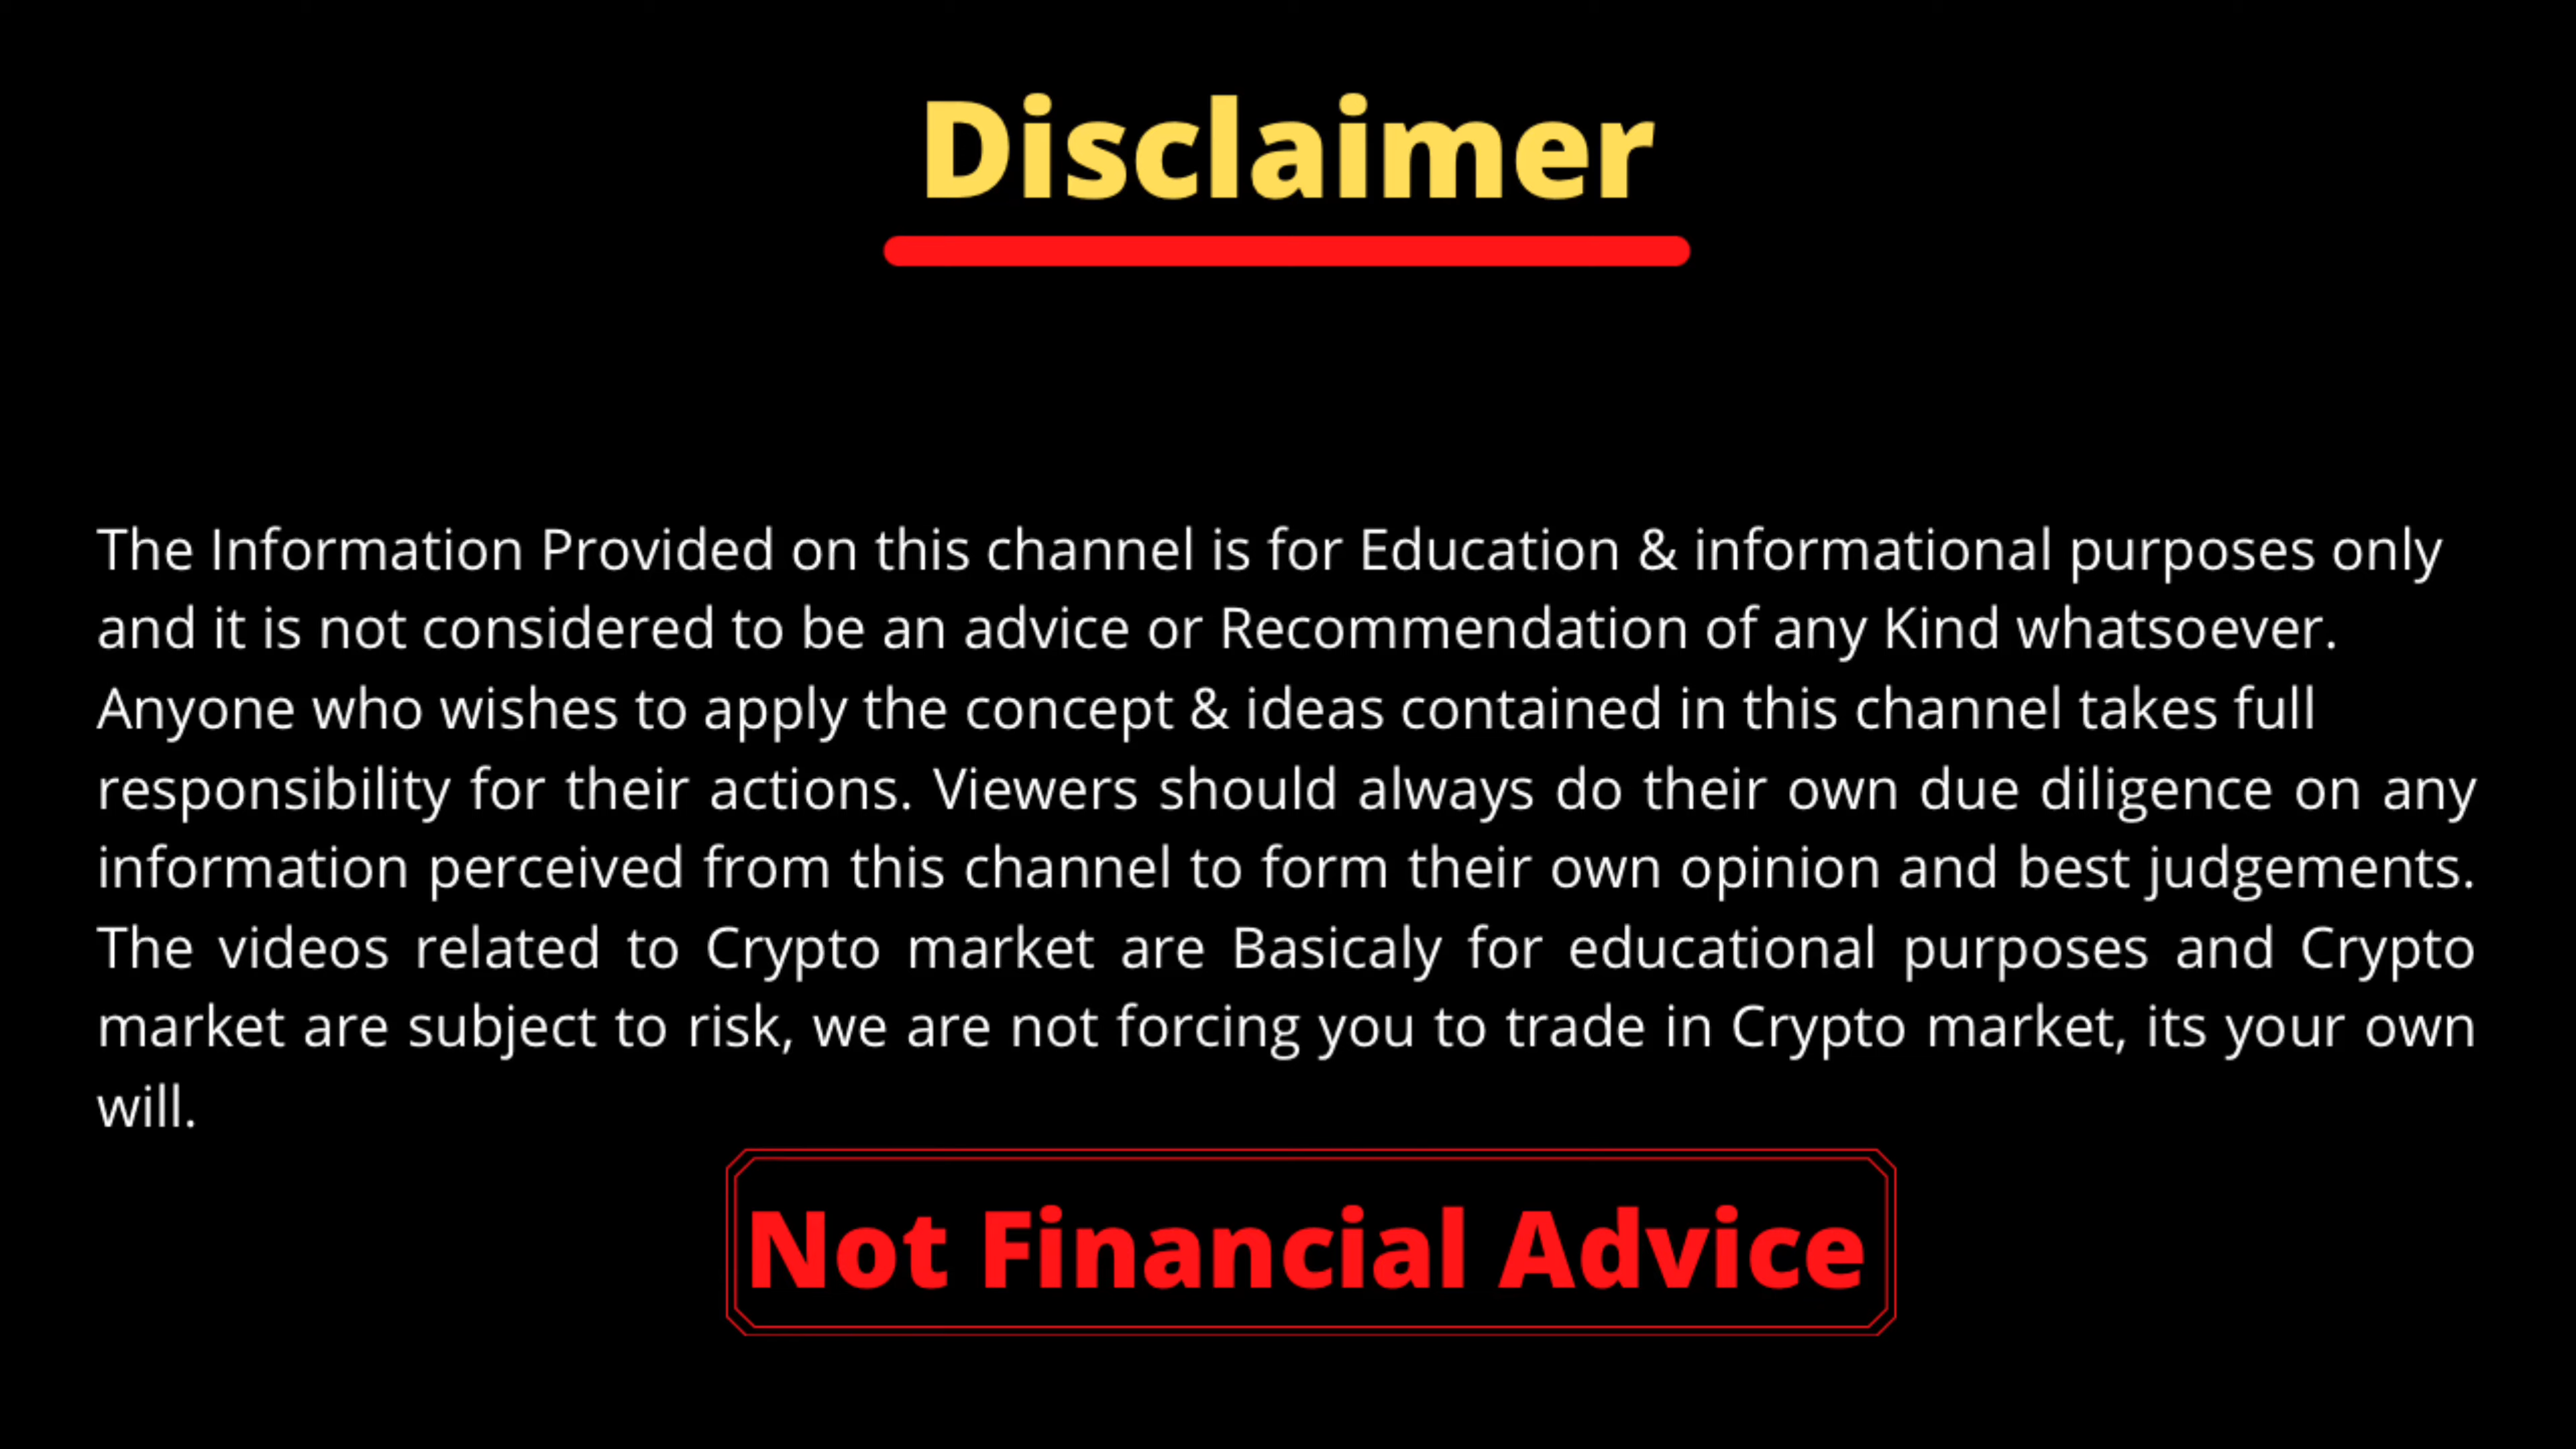 Disclaimer
The Information Provided on this channel is for Education & informational purposes only
and it is not considered to be an advice or Recommendation of any Kind whatsoever.
Anyone who wishes to apply the concept & ideas contained in this channel takes full
responsibility for their actions. Viewers should always do their own due diligence on any
information perceived from this channel to form their own opinion and best judgements.
The videos related to Crypto market are Basicaly for educational purposes and Crypto
market are subject to risk, we are not forcing you to trade in Crypto market, its your own
will.
Not Financial Advice